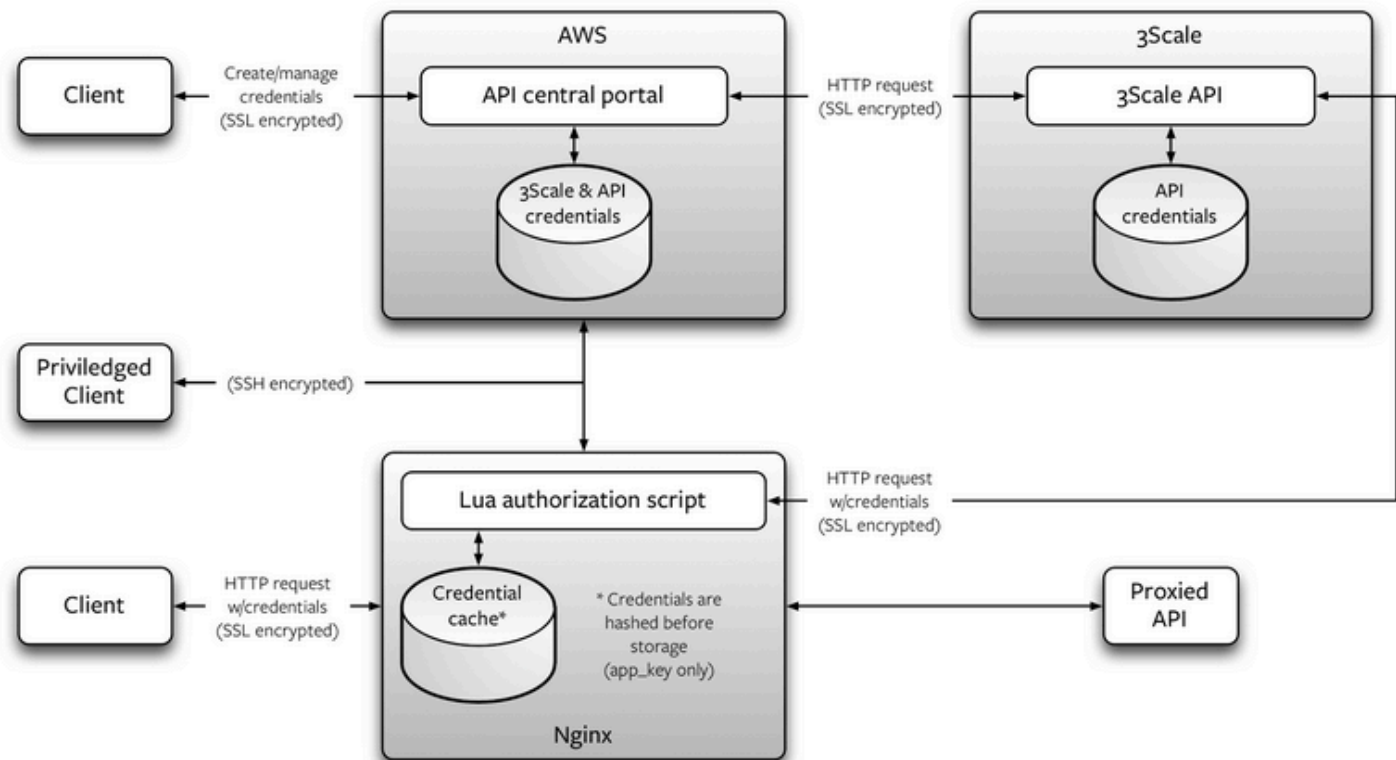 AWS
3Scale
Client
Create/manage
credentials
(SSL encrypted)
API central portal
HTTP request
(SSL encrypted)
3Scale API
3Scale & API
credentials
API
credentials
Priviledged
Client
(SSH encrypted)
Lua authorization script
HTTP request
w/credentials
(SSL encrypted)
Client
HTTP request
w/credentials
(SSL encrypted)
Credential
cache*
* Credentials are
hashed before
storage
(app_key only)
Proxied
API
Nginx